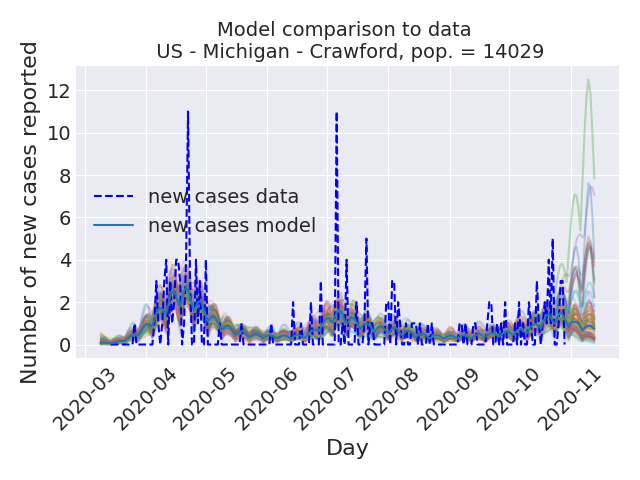 Model comparison to data
US - Michigan - Crawford, pop. = 14029
Number of new cases reported
12
10
8
6
4
2
0
new cases data
new cases model
2020-03
2020-04
2020-05
2020-06
2020-07
2020-08
2020-09
2020-10
2020-11
Day